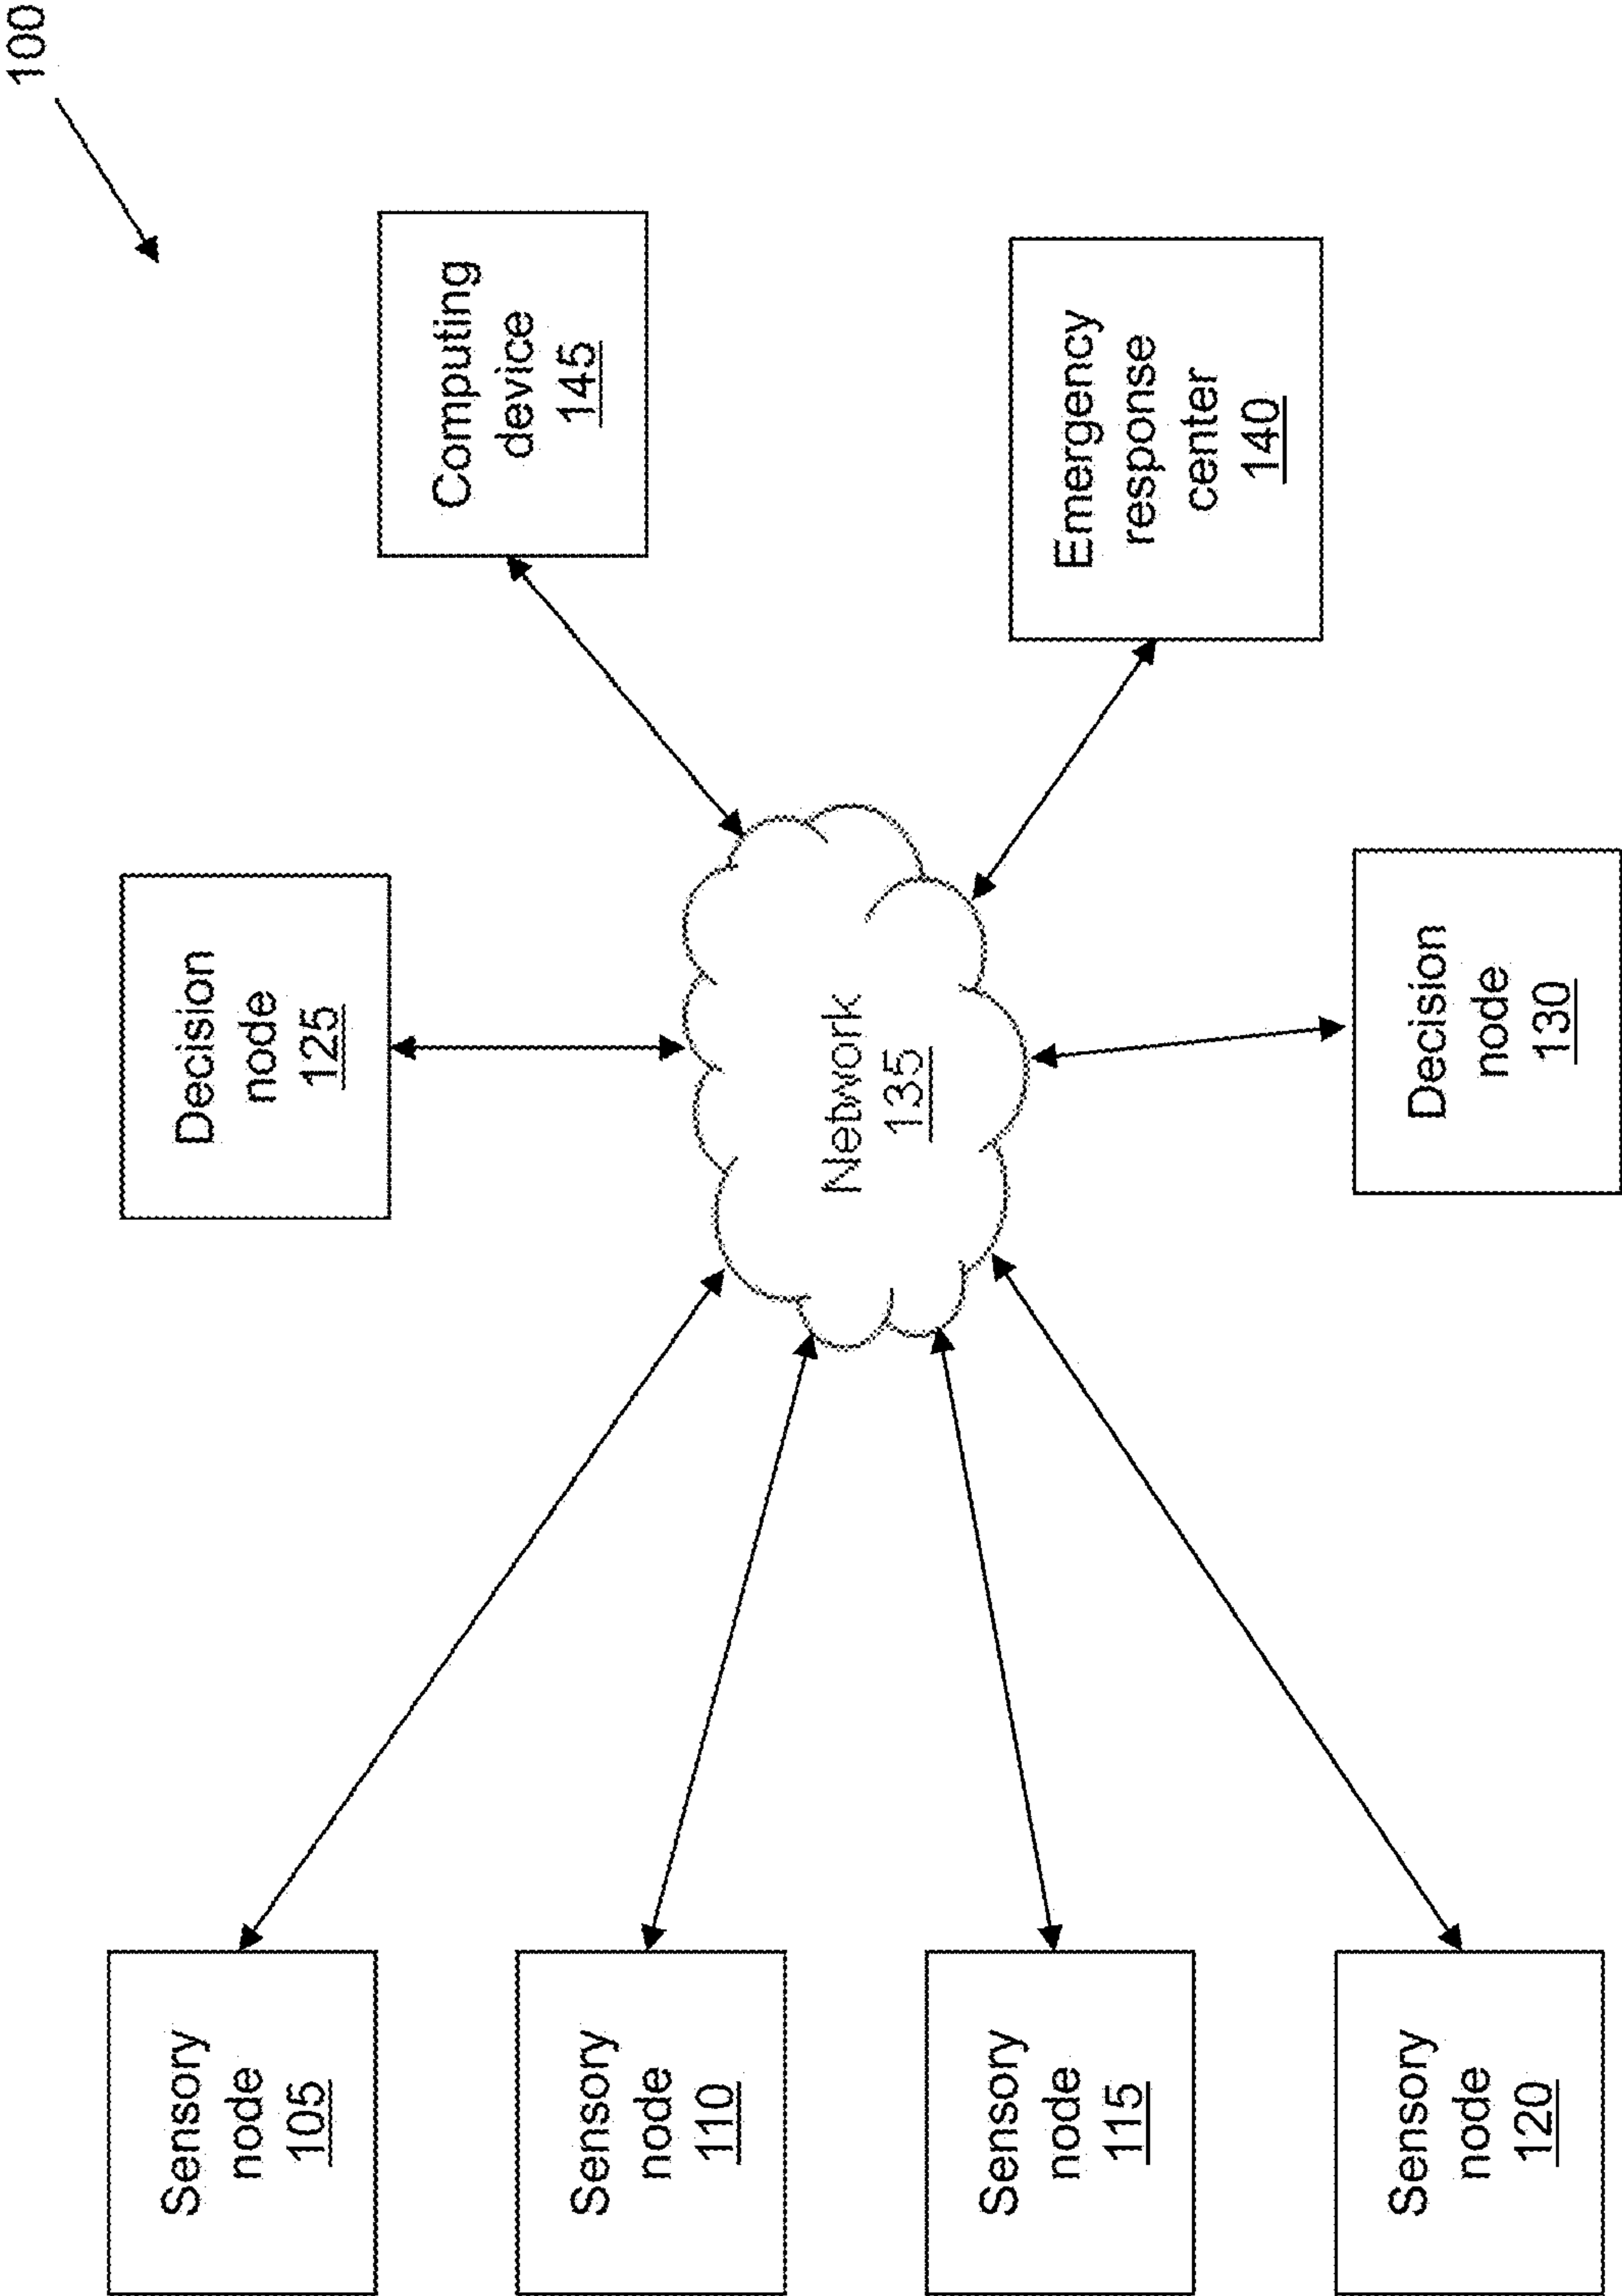 100
Sensory
node
105
Sensory
node
110
Sensory
node
115
Sensory
node
120
Decision
node
125
Network
135
Decision
node
130
Computing
device
145
Emergency
response
center
140